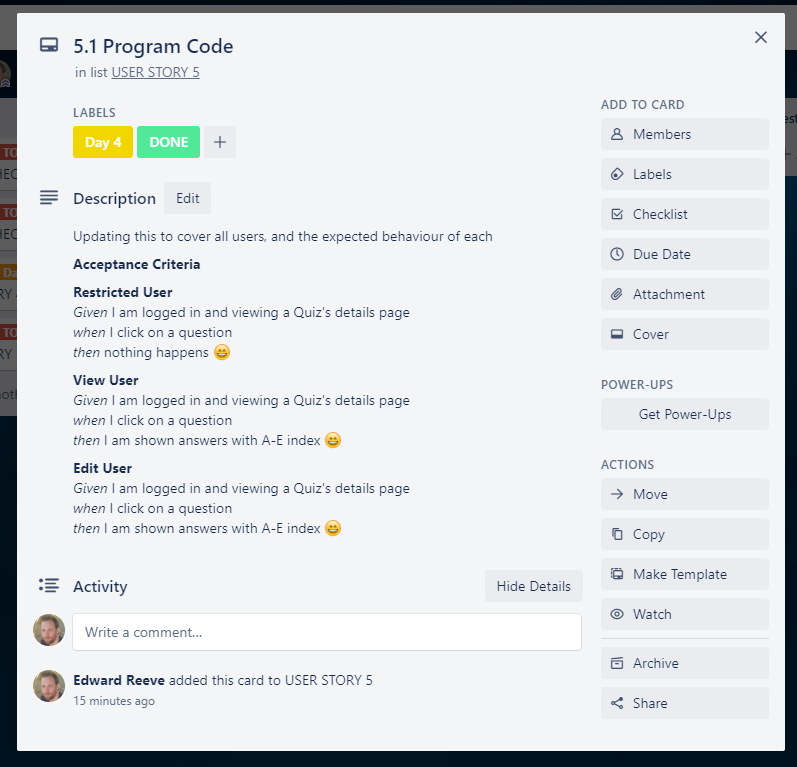 5.1 Program Code
in list USER STORY 5
LABELS
Day 4 DONE
Description Edit
Updating this to cover all users, and the expected behaviour of each
Acceptance Criteria
Restricted User
Given I am logged in and viewing a Quiz's details page
when I click on a question
then nothing happens 😄
View User
Given I am logged in and viewing a Quiz's details page
when I click on a question
then I am shown answers with A-E index 😄
Edit User
Given I am logged in and viewing a Quiz's details page
when I click on a question
then I am shown answers with A-E index 😄
Activity Hide Details
Write a comment...
Edward Reeve added this card to USER STORY 5
15 minutes ago
ADD TO CARD
Members
Labels
Checklist
Due Date
Attachment
Cover
POWER-UPS
Get Power-Ups
ACTIONS
Move
Copy
Make Template
Watch
Archive
Share